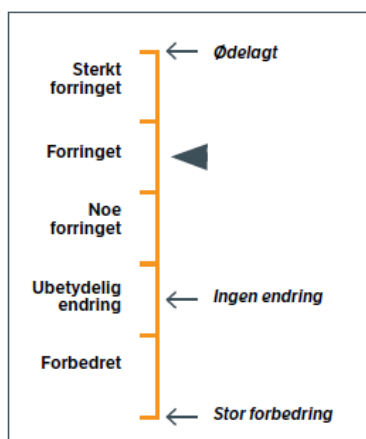 Ødelagt
Sterkt
forringet
Forringet
Noe
forringet
Ubetydelig
endring
Ingen endring
Forbedret
Stor forbedring